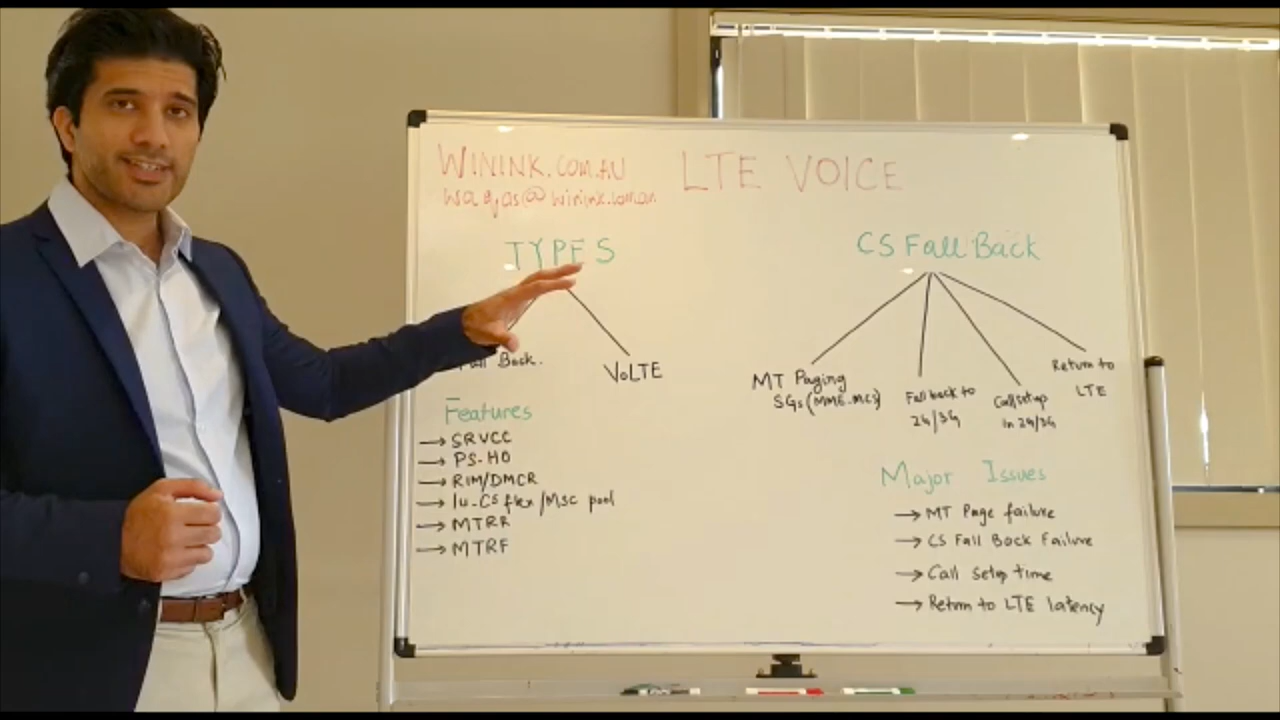 WININK.COM.AU
LTE VOICE
waqas@winink.com.au
TYPES
Fall Back.
VoLTE
Features
→ SRVCC
→ PS-HO
→ RIM/DMCR
→ Iu-CS flex/MSC pool
→ MTRR
→ MTRF
CS Fall Back
MT Paging
SGs (MME-MCS)
Fall back to
2G/3G
Call setup
in 2G/3G
Return to
LTE
Major Issues
→ MT Page failure
→ CS Fall Back Failure
→ Call setup time
→ Return to LTE latency